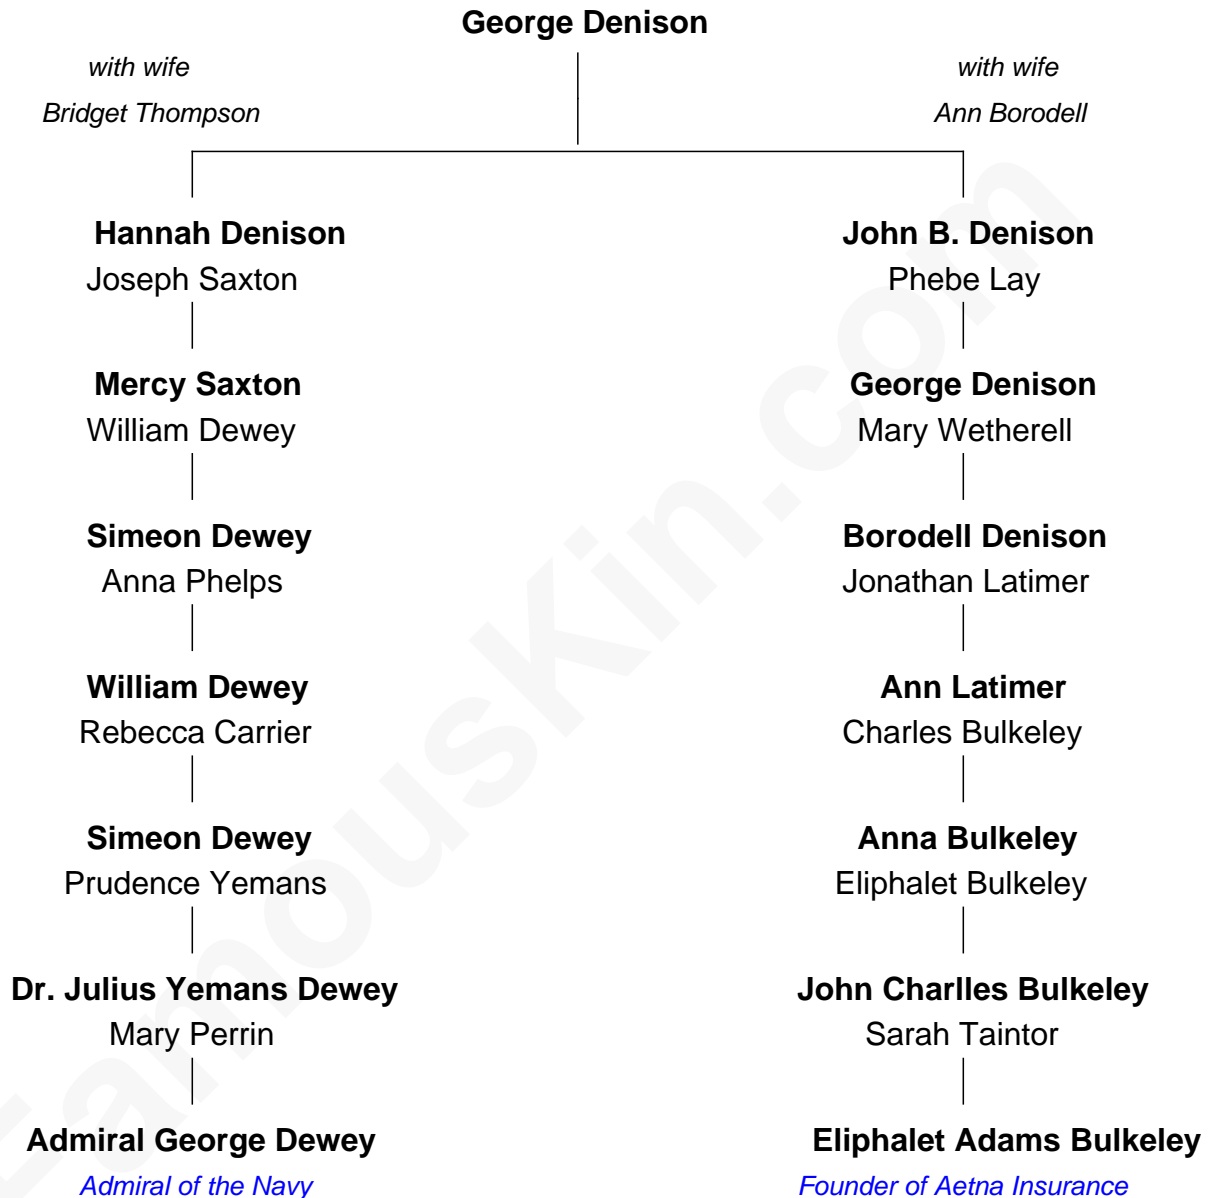 George Denison
with wife
Bridget Thompson
with wife
Ann Borodell
Hannah Denison
Joseph Saxton
John B. Denison
Phebe Lay
Mercy Saxton
William Dewey
George Denison
Mary Wetherell
Simeon Dewey
Anna Phelps
Borodell Denison
Jonathan Latimer
William Dewey
Rebecca Carrier
Ann Latimer
Charles Bulkeley
Simeon Dewey
Prudence Yemans
Anna Bulkeley
Eliphalet Bulkeley
Dr. Julius Yemans Dewey
Mary Perrin
John Charlles Bulkeley
Sarah Taintor
Admiral George Dewey
Admiral of the Navy
Eliphalet Adams Bulkeley
Founder of Aetna Insurance
FamousKin.com